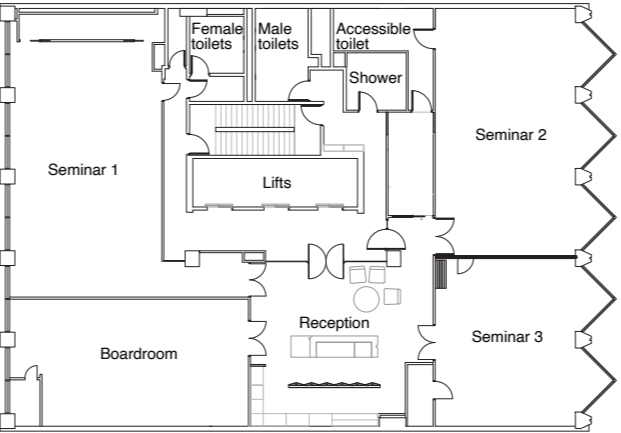 Female
toilets
Male
toilets
Accessible
toilet
Shower
Seminar 2
Seminar 1
Lifts
Reception
Seminar 3
Boardroom